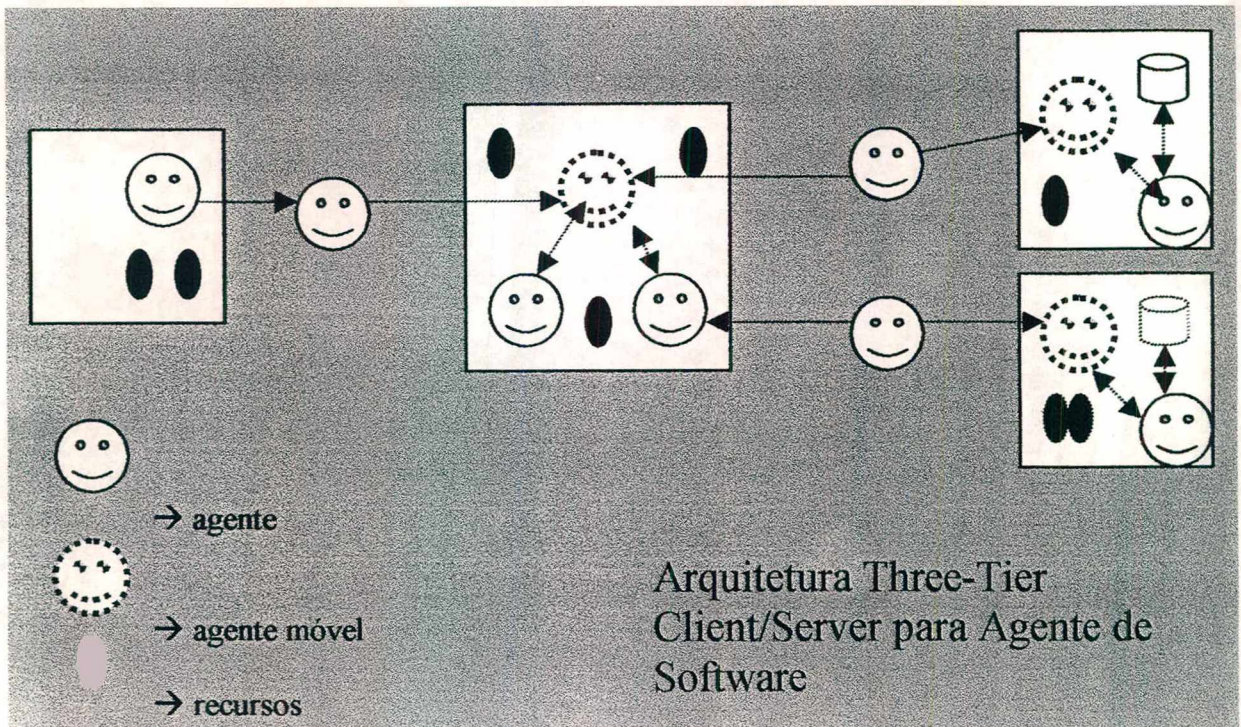 → agente
→ agente móvel
→ recursos
Arquitetura Three-Tier
Client/Server para Agente de
Software